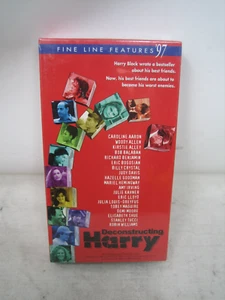 FINE LINE FEATURES '97
Harry Block wrote a bestseller
about his best friends.
Now, his best friends are about to
become his worst enemies.
CAROLINE AARON
WOODY ALLEN
KIRSTIE ALLEY
BOB BALABAN
RICHARD BENJAMIN
ERIC BOGOSIAN
BILLY CRYSTAL
JUDY DAVIS
HAZELLE GOODMAN
MARIEL HEMINGWAY
AMY IRVING
JULIE KAVNER
ERIC LLOYD
JULIA LOUIS-DREYFUS
TOBEY MAGUIRE
DEMI MOORE
ELISABETH SHUE
STANLEY TUCCI
ROBIN WILLIAMS
Deconstructing
Harry